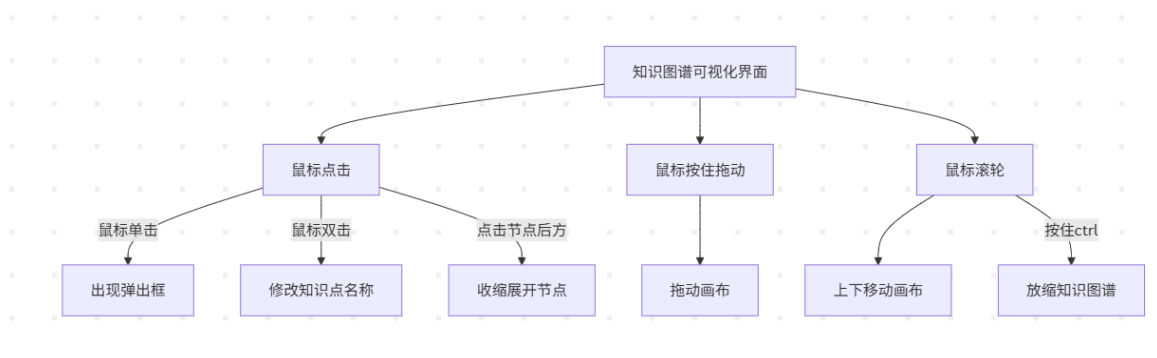 知识图谱可视化界面
鼠标点击
鼠标按住拖动
鼠标滚轮
鼠标单击
鼠标双击
点击节点后方
按住ctrl
出现弹出框
修改知识点名称
收缩展开节点
拖动画布
上下移动画布
放缩知识图谱